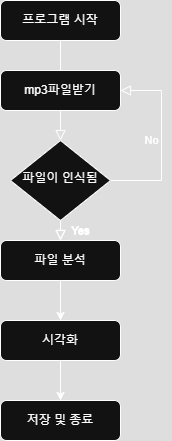 프로그램 시작
mp3파일받기
No
파일이 인식됨
Yes
파일 분석
시각화
저장 및 종료